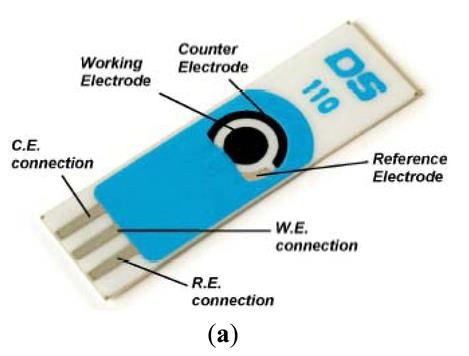 Working
Electrode
Counter
Electrode
DS
110
C.E.
connection
Reference
Electrode
W.E.
connection
R.E.
connection
(a)